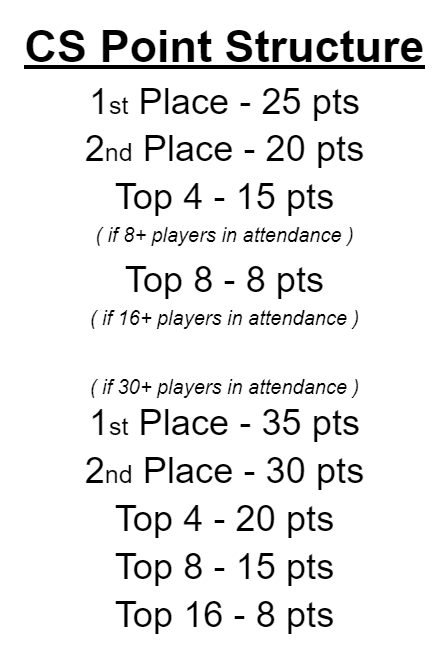 CS Point Structure
1st Place - 25 pts
2nd Place - 20 pts
Top 4 - 15 pts
( if 8+ players in attendance )
Top 8 - 8 pts
( if 16+ players in attendance )
( if 30+ players in attendance )
1st Place - 35 pts
2nd Place - 30 pts
Top 4 - 20 pts
Top 8 - 15 pts
Top 16 - 8 pts